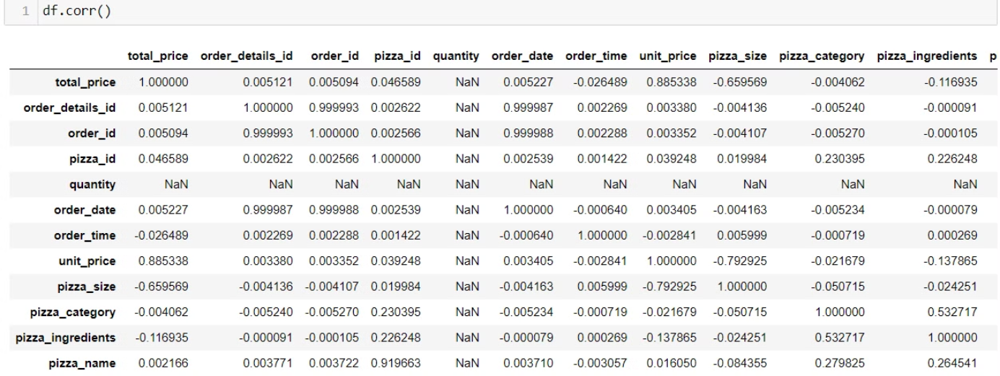 1 df.corr()
total_price order_details_id order_id pizza_id quantity order_date order_time unit_price pizza_size pizza_category pizza_ingredients p
total_price 1.000000 0.005121 0.005094 0.046589 NaN 0.005227 -0.026489 0.885338 -0.659569 -0.004062 -0.116935
order_details_id 0.005121 1.000000 0.999993 0.002622 NaN 0.999987 0.002269 0.003380 -0.004136 -0.005240 -0.000091
order_id 0.005094 0.999993 1.000000 0.002566 NaN 0.999988 0.002288 0.003352 -0.004107 -0.005270 -0.000105
pizza_id 0.046589 0.002622 0.002566 1.000000 NaN 0.002539 0.001422 0.039248 0.019984 0.230395 0.226248
quantity NaN NaN NaN NaN NaN NaN NaN NaN NaN NaN NaN
order_date 0.005227 0.999987 0.999988 0.002539 NaN 1.000000 -0.000640 0.003405 -0.004163 -0.005234 -0.000079
order_time -0.026489 0.002269 0.002288 0.001422 NaN -0.000640 1.000000 -0.002841 0.005999 -0.000719 0.000269
unit_price 0.885338 0.003380 0.003352 0.039248 NaN 0.003405 -0.002841 1.000000 -0.792925 -0.021679 -0.137865
pizza_size -0.659569 -0.004136 -0.004107 0.019984 NaN -0.004163 0.005999 -0.792925 1.000000 -0.050715 -0.024251
pizza_category -0.004062 -0.005240 -0.005270 0.230395 NaN -0.005234 -0.000719 -0.021679 -0.050715 1.000000 0.532717
pizza_ingredients -0.116935 -0.000091 -0.000105 0.226248 NaN -0.000079 0.000269 -0.137865 -0.024251 0.532717 1.000000
pizza_name 0.002166 0.003771 0.003722 0.919663 NaN 0.003710 -0.003057 0.016050 -0.084355 0.279825 0.264541